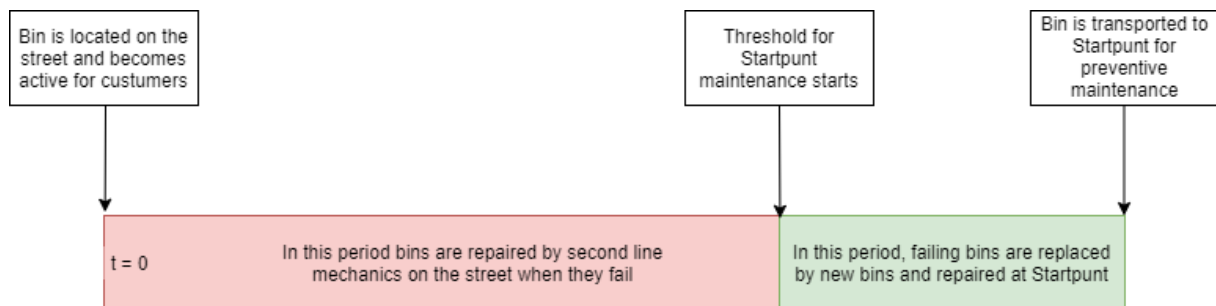 Bin is located on the
street and becomes
active for custumers
Threshold for
Startpunt
maintenance starts
Bin is transported to
Startpunt for
preventive
maintenance
t = 0
In this period bins are repaired by second line
mechanics on the street when they fail
In this period, failing bins are replaced
by new bins and repaired at Startpunt